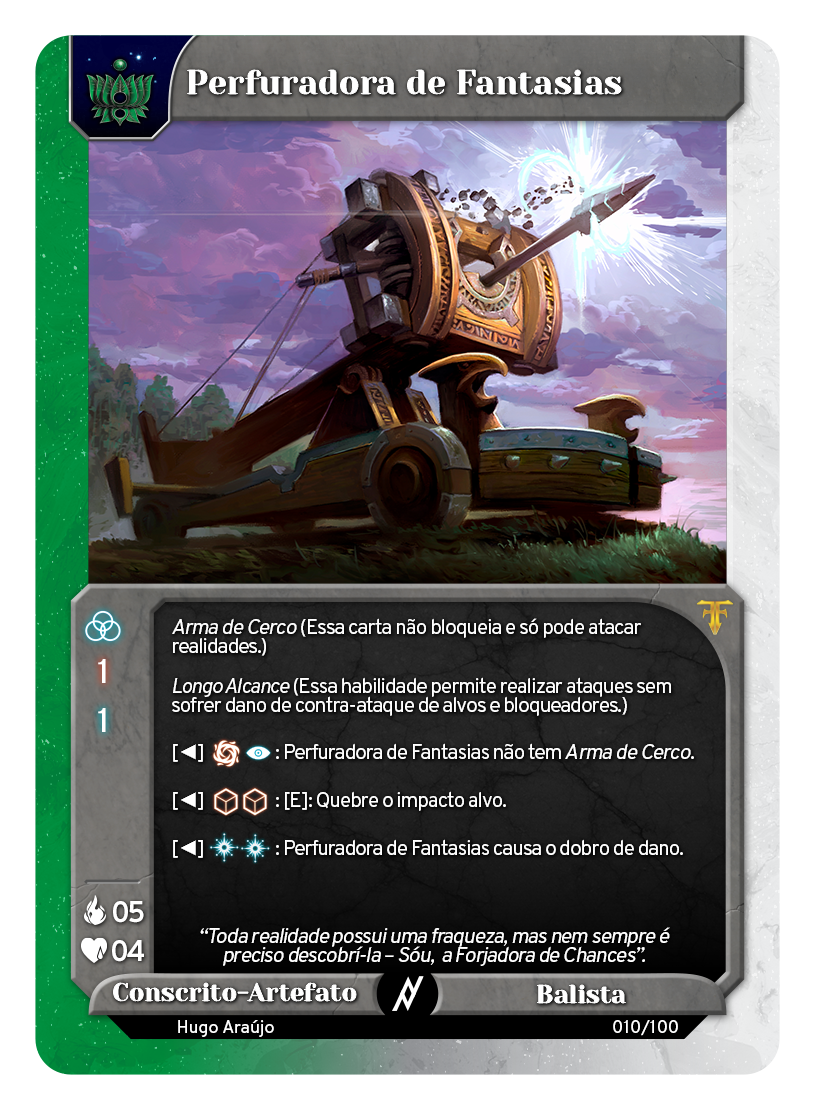 Perfuradora de Fantasias
1
1
Arma de Cerco (Essa carta não bloqueia e só pode atacar
realidades.)
Longo Alcance (Essa habilidade permite realizar ataques sem
sofrer dano de contra-ataque de alvos e bloqueadores.)
[◄] : Perfuradora de Fantasias não tem Arma de Cerco.
[◄] : [E]: Quebre o impacto alvo.
[◄] : Perfuradora de Fantasias causa o dobro de dano.
05
04
“Toda realidade possui uma fraqueza, mas nem sempre é
preciso descobrí-la – Sóu, a Forjadora de Chances”.
Conscrito-Artefato
Balista
Hugo Araújo
010/100